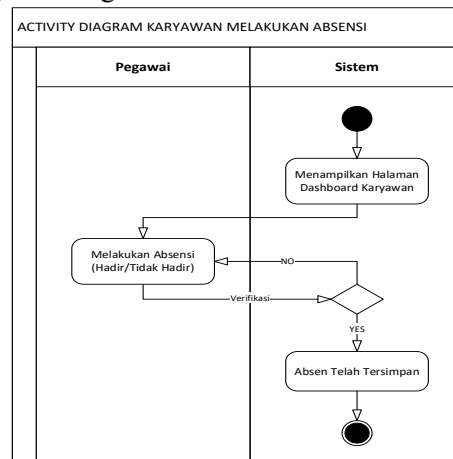 ACTIVITY DIAGRAM KARYAWAN MELAKUKAN ABSENSI
Pegawai
Sistem
Menampilkan Halaman
Dashboard Karyawan
Melakukan Absensi
(Hadir/Tidak Hadir)
NO
Verifikasi
YES
Absen Telah Tersimpan